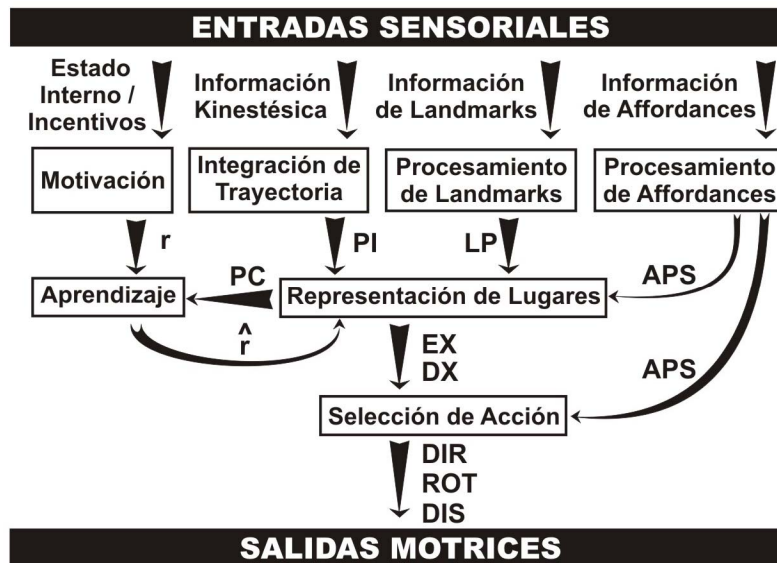 ENTRADAS SENSORIALES
Estado
Interno /
Incentivos
Información
Kinestésica
Información
de Landmarks
Información
de Affordances
Motivación
Integración de
Trayectoria
Procesamiento
de Landmarks
Procesamiento
de Affordances
r
PI
LP
APS
Aprendizaje
PC
Representación de Lugares
r̂
EX
DX
APS
Selección de Acción
DIR
ROT
DIS
SALIDAS MOTRICES